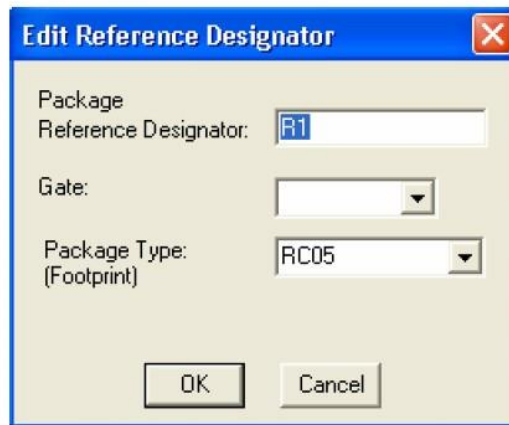 Edit Reference Designator
Package
Reference Designator:
R1
Gate:
Package Type:
(Footprint)
RC05
OK
Cancel